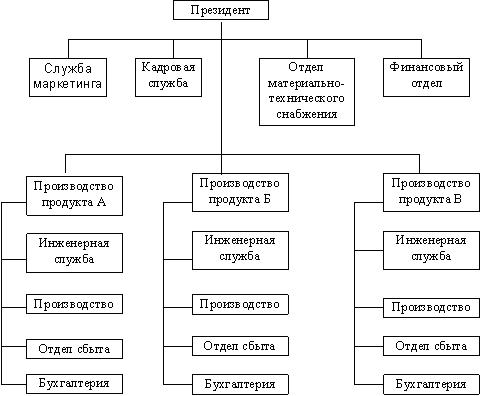 Президент
Служба
маркетинга
Кадровая
служба
Отдел
материально-
технического
снабжения
Финансовый
отдел
Производство
продукта А
Инженерная
служба
Производство
Отдел сбыта
Бухгалтерия
Производство
продукта Б
Инженерная
служба
Производство
Отдел сбыта
Бухгалтерия
Производство
продукта В
Инженерная
служба
Производство
Отдел сбыта
Бухгалтерия